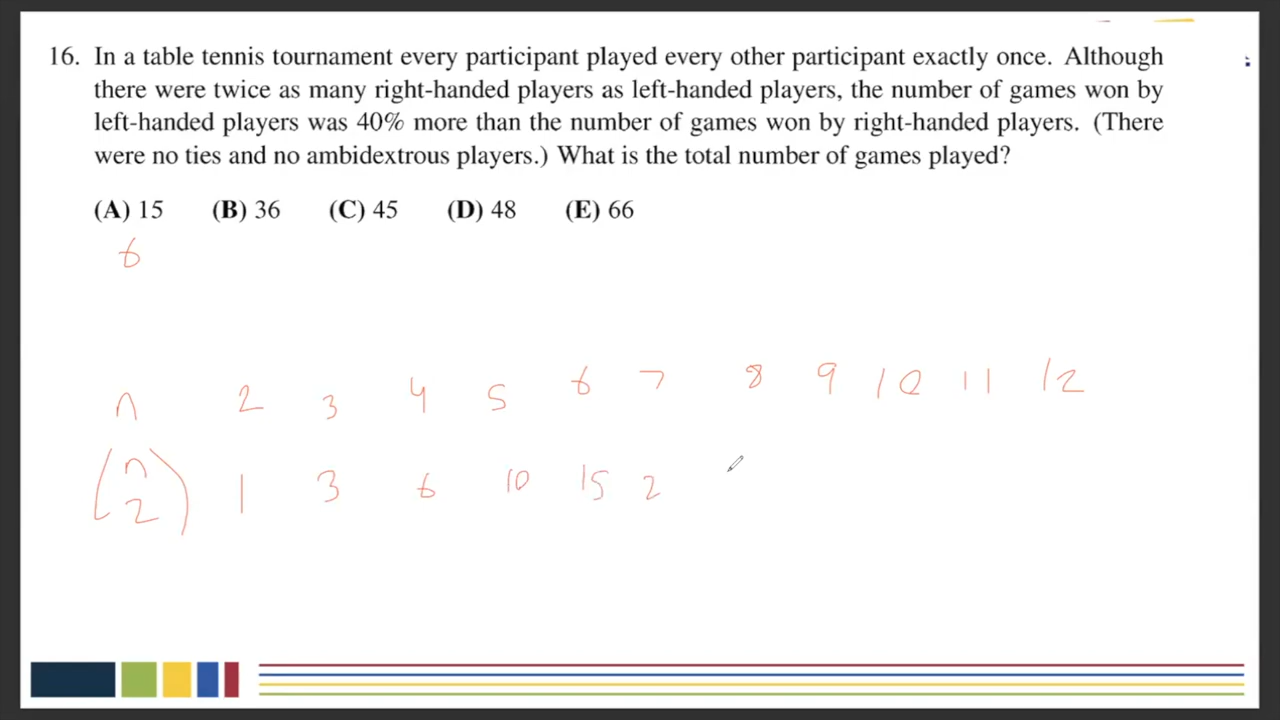 16. In a table tennis tournament every participant played every other participant exactly once. Although
there were twice as many right-handed players as left-handed players, the number of games won by
left-handed players was 40% more than the number of games won by right-handed players. (There
were no ties and no ambidextrous players.) What is the total number of games played?
(A) 15 (B) 36 (C) 45 (D) 48 (E) 66
6
n 2 3 4 5 6 7 8 9 10 11 12
(n 2) 1 3 6 10 15 2